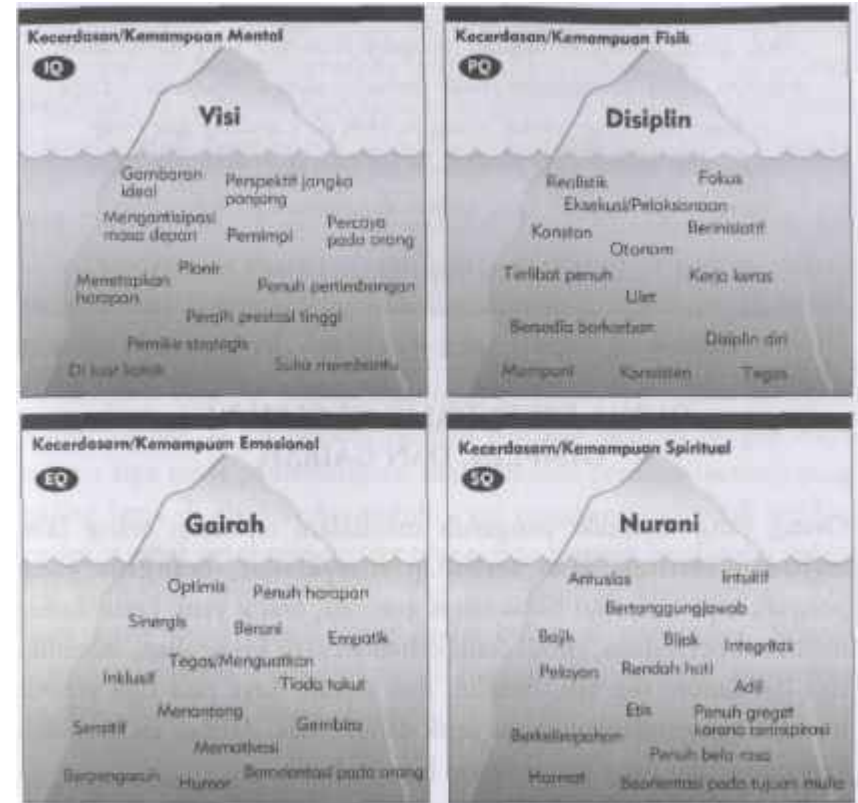 Kecerdasan/Kemampuan Mental
IQ
Visi
Gambaran
ideal
Perspektif jangka
panjang
Mengantisipasi
masa depan
Pemimpi
Percaya
pada orang
Pionir
Menetapkan
harapan
Penuh pertimbangan
Peraih prestasi tinggi
Pemikir strategis
Di luar kotak
Suka membantu
Kecerdasan/Kemampuan Fisik
PQ
Disiplin
Realistik
Fokus
Eksekusi/Pelaksanaan
Konstan
Berinisiatif
Otonom
Terlibat penuh
Kerja keras
Ulet
Bersedia berkorban
Disiplin diri
Mumpuni
Konsisten
Tegas
Kecerdasarn/Kemampuan Emosional
EQ
Gairah
Optimis
Penuh harapan
Sinergis
Berani
Empatik
Tegas/Menguatkan
Inklusif
Tiada takut
Menantang
Sensitif
Gembira
Memotivasi
Berpengaruh
Humor
Berorientasi pada orang
Kecerdasarn/Kemampuan Spiritual
SQ
Nurani
Antusias
Intuitif
Bertanggungjawab
Bajik
Bijak
Integritas
Pelayan
Rendah hati
Adil
Etis
Penuh greget
karena terinspirasi
Berkelimpahan
Penuh bela rasa
Hormat
Beorientasi pada tujuan mulia